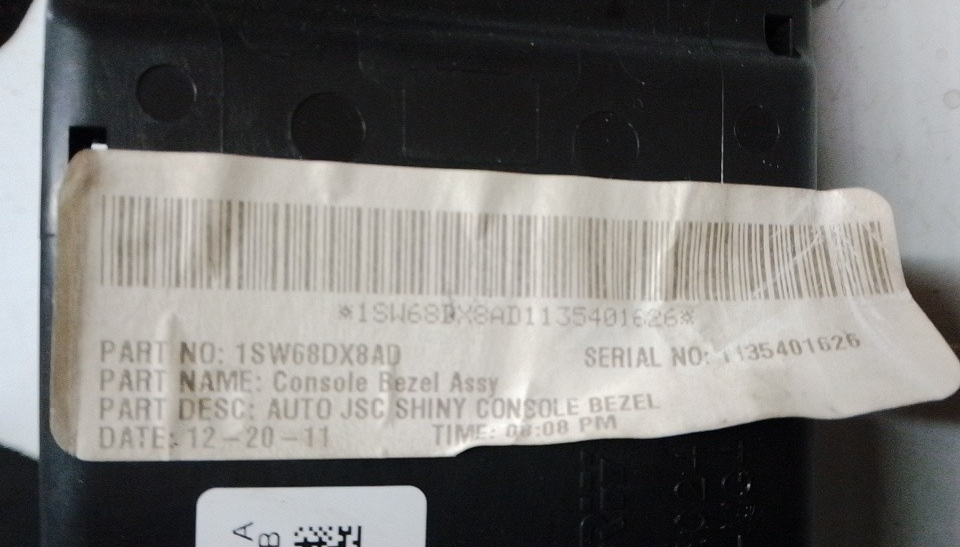 *1SW68DX8AD1135401626*
PART NO: 1SW68DX8AD SERIAL NO: 1135401626
PART NAME: Console Bezel Assy
PART DESC: AUTO JSC SHINY CONSOLE BEZEL
DATE: 12-20-11 TIME: 08:08 PM
A
B